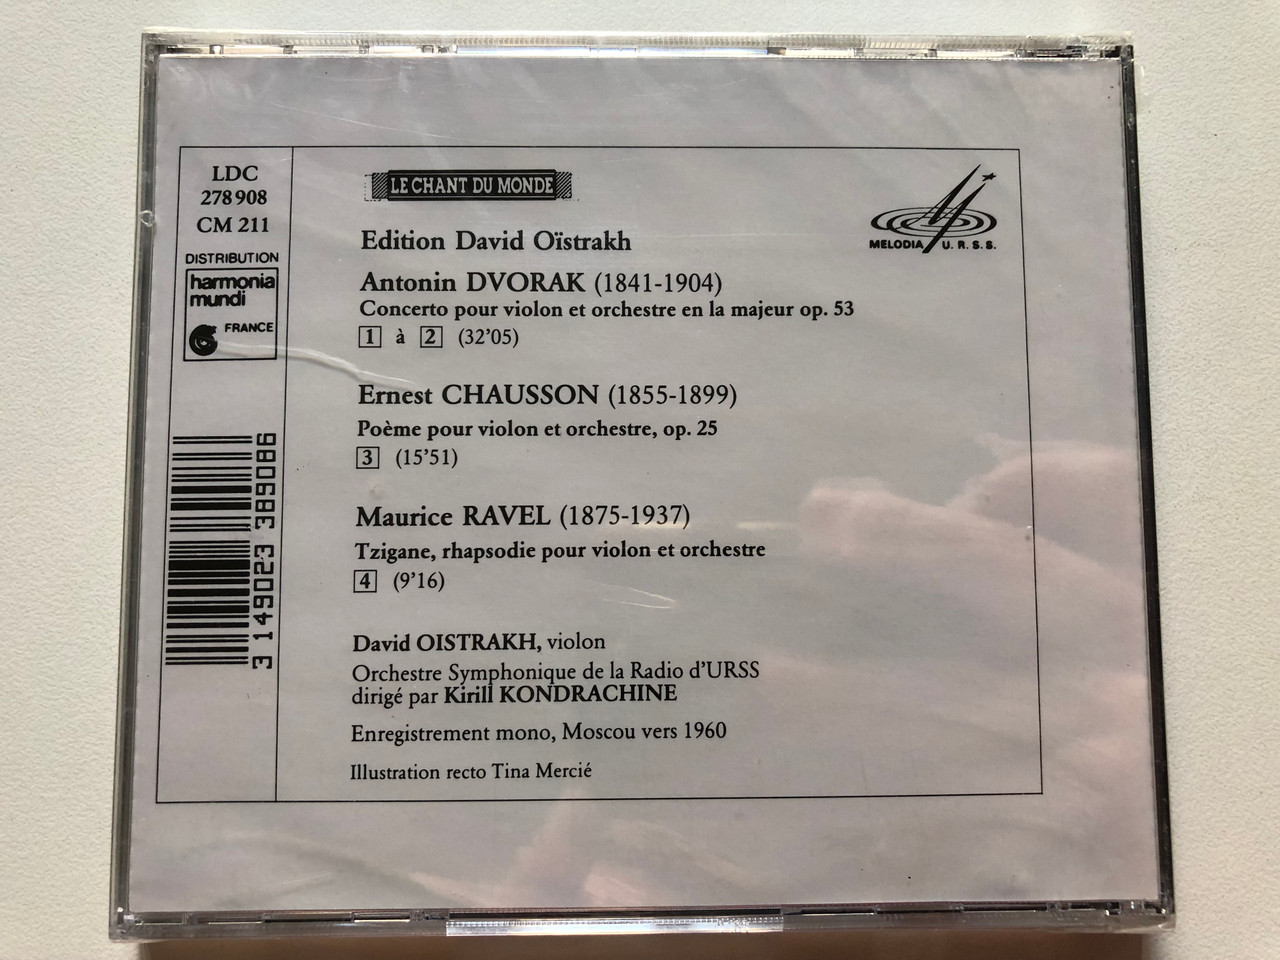 LDC
278908
CM 211
DISTRIBUTION
harmonia
mundi
FRANCE
3 149023 389086
LE CHANT DU MONDE
MELODIA U.R.S.S.
Edition David Oïstrakh
Antonin DVORAK (1841-1904)
Concerto pour violon et orchestre en la majeur op. 53
1 à 2 (32'05)
Ernest CHAUSSON (1855-1899)
Poème pour violon et orchestre, op. 25
3 (15'51)
Maurice RAVEL (1875-1937)
Tzigane, rhapsodie pour violon et orchestre
4 (9'16)
David OISTRAKH, violon
Orchestre Symphonique de la Radio d'URSS
dirigé par Kirill KONDRACHINE
Enregistrement mono, Moscou vers 1960
Illustration recto Tina Mercié